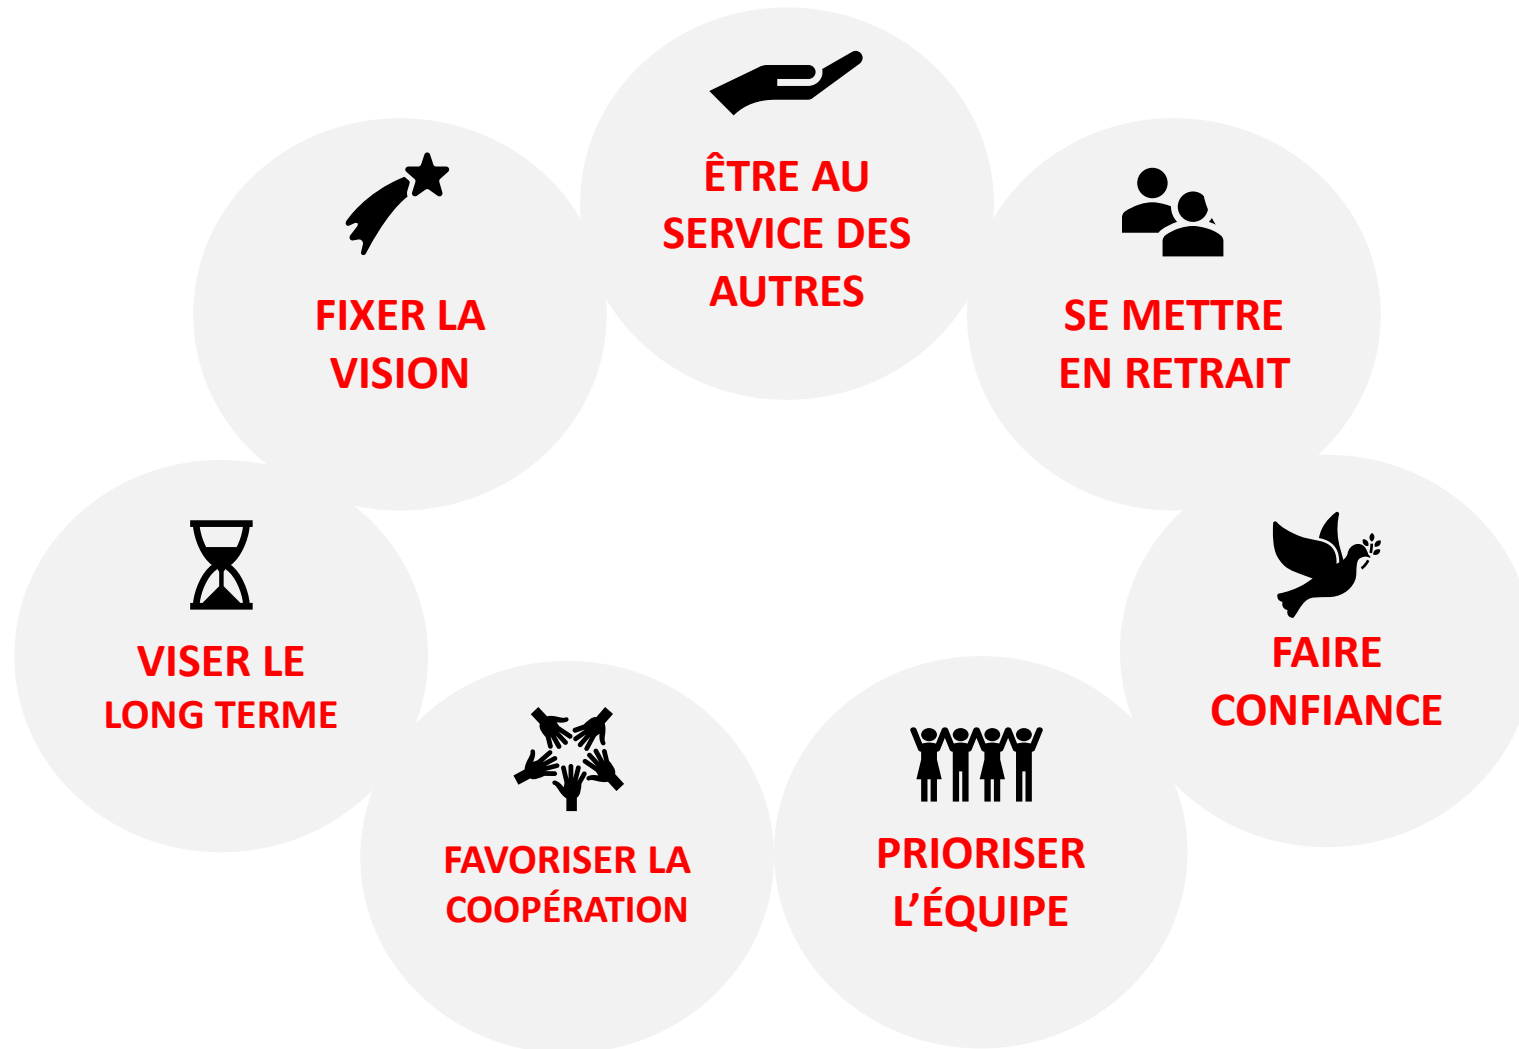 ÊTRE AU
SERVICE DES
AUTRES
FIXER LA
VISION
SE METTRE
EN RETRAIT
VISER LE
LONG TERME
FAIRE
CONFIANCE
FAVORISER LA
COOPÉRATION
PRIORISER
L’ÉQUIPE